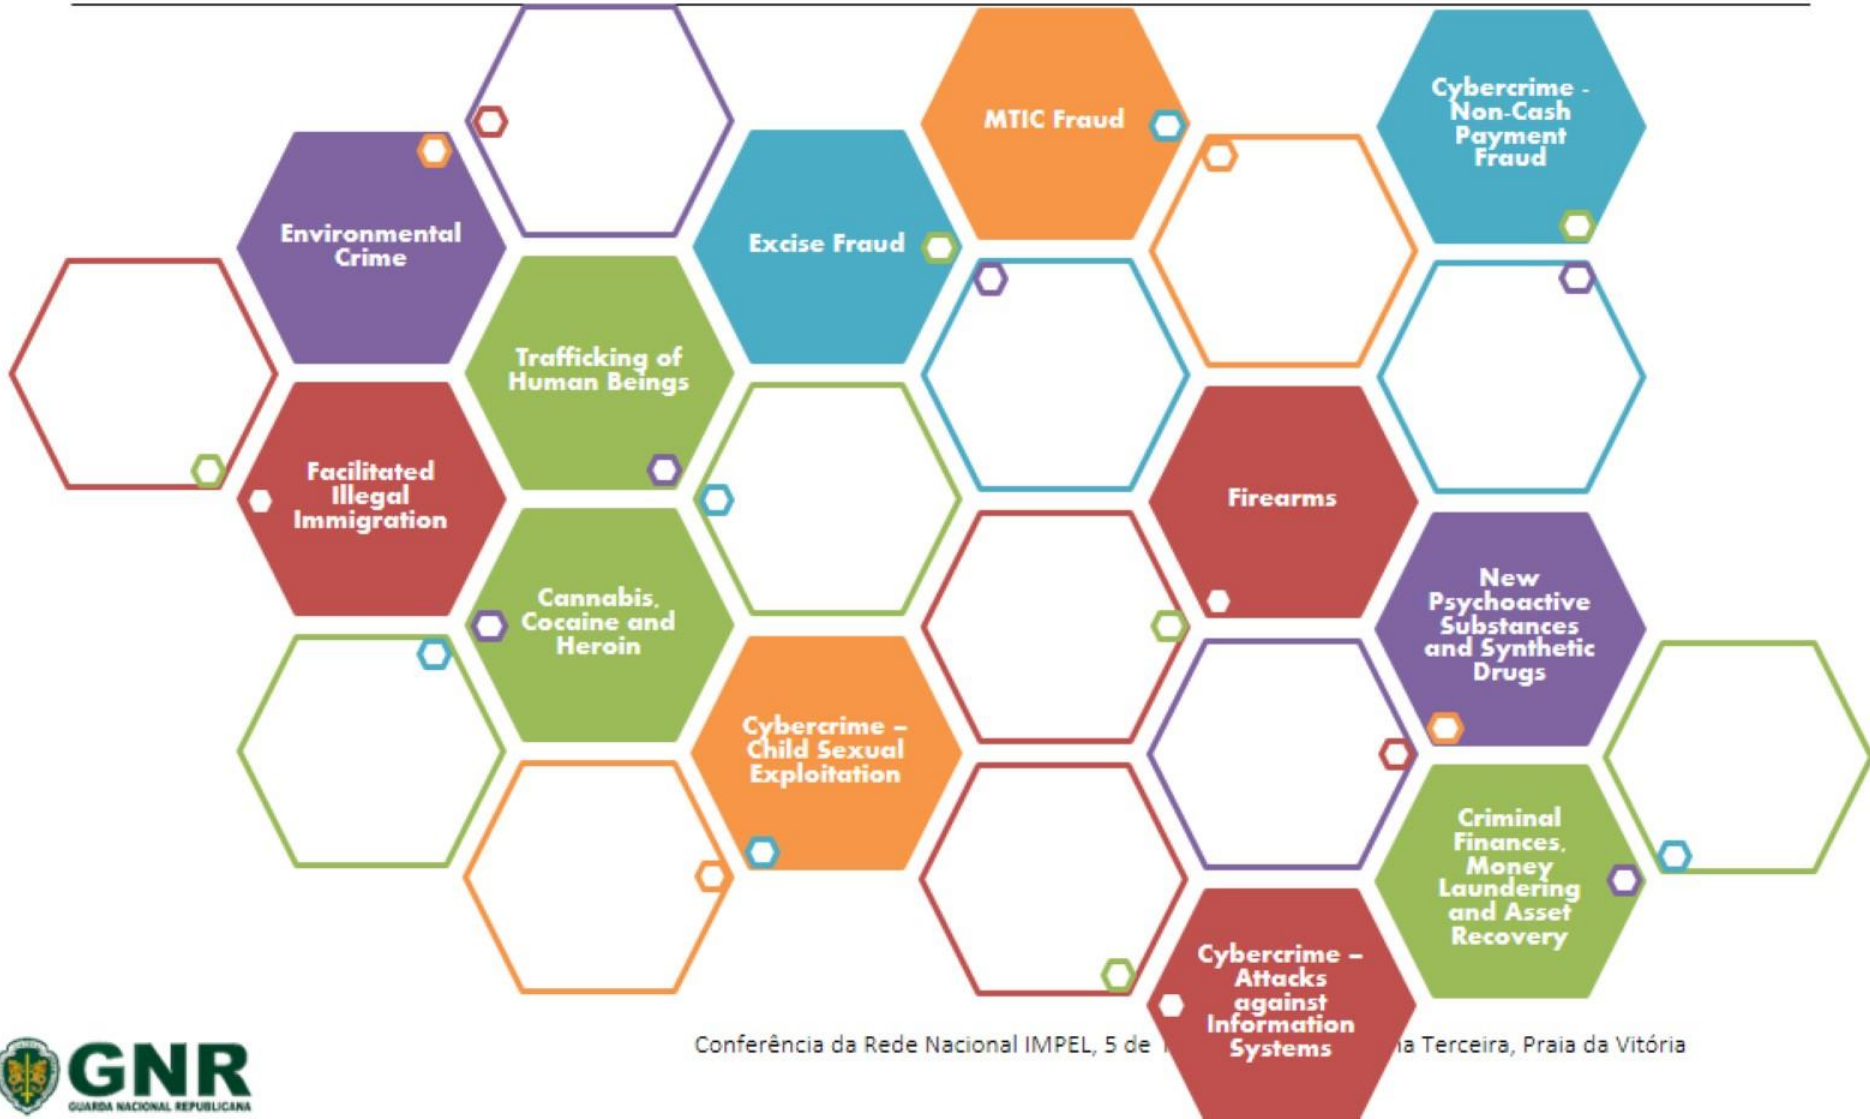 MTIC Fraud
Cybercrime -
Non-Cash
Payment
Fraud
Environmental
Crime
Excise Fraud
Trafficking of
Human Beings
Facilitated
Illegal
Immigration
Firearms
Cannabis,
Cocaine and
Heroin
New
Psychoactive
Substances
and Synthetic
Drugs
Cybercrime –
Child Sexual
Exploitation
Criminal
Finances,
Money
Laundering
and Asset
Recovery
Cybercrime –
Attacks
against
Information
Systems
Conferência da Rede Nacional IMPEL, 5 de Terceira, Praia da Vitória
GNR
GUARDA NACIONAL REPUBLICANA